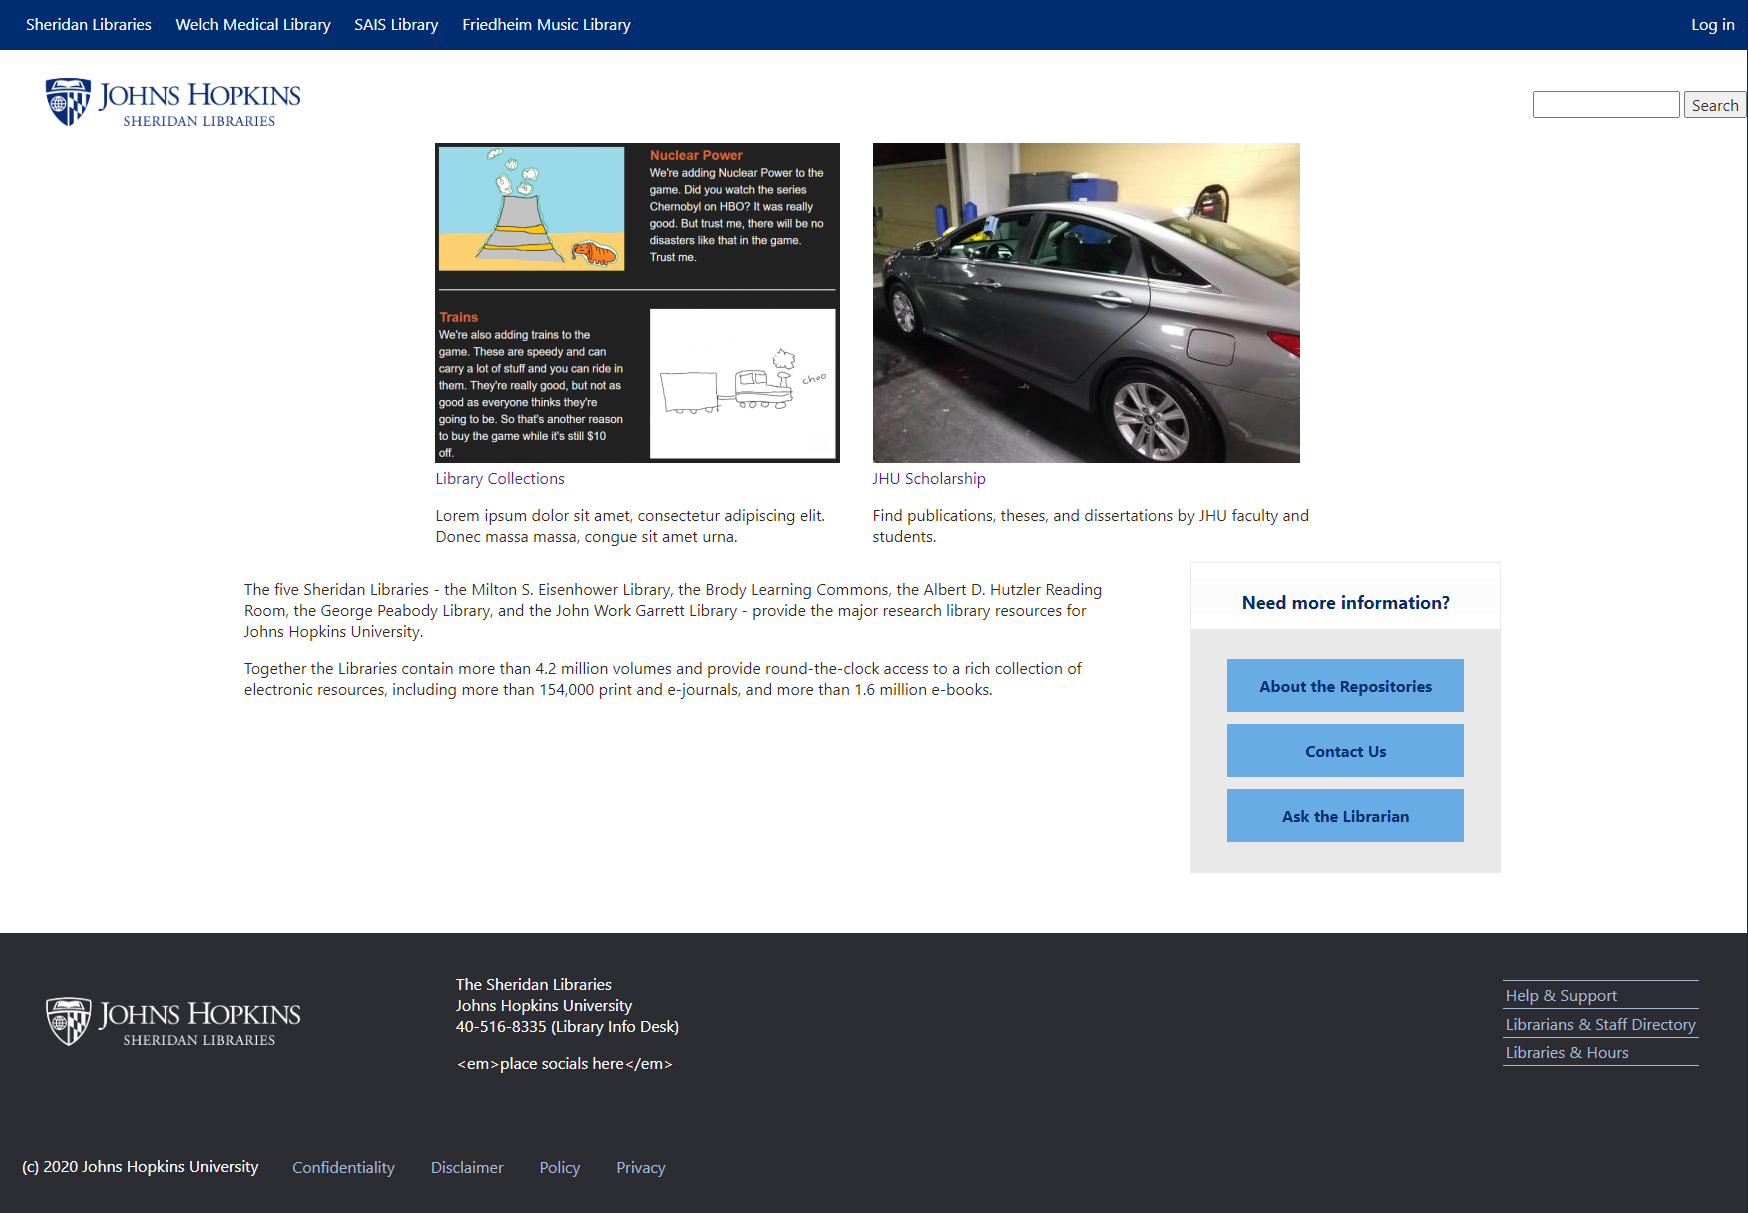 Sheridan Libraries Welch Medical Library SAIS Library Friedheim Music Library Log in
JOHNS HOPKINS
SHERIDAN LIBRARIES
Search
Nuclear Power
We're adding Nuclear Power to the
game. Did you watch the series
Chernobyl on HBO? It was really
good. But trust me, there will be no
disasters like that in the game.
Trust me.
Trains
We're also adding trains to the
game. These are speedy and can
carry a lot of stuff and you can ride in
them. They're really good, but not as
good as everyone thinks they're
going to be. So that's another reason
to buy the game while it's still $10
off.
choo
Library Collections
Lorem ipsum dolor sit amet, consectetur adipiscing elit.
Donec massa massa, congue sit amet urna.
JHU Scholarship
Find publications, theses, and dissertations by JHU faculty and
students.
The five Sheridan Libraries - the Milton S. Eisenhower Library, the Brody Learning Commons, the Albert D. Hutzler Reading
Room, the George Peabody Library, and the John Work Garrett Library - provide the major research library resources for
Johns Hopkins University.
Together the Libraries contain more than 4.2 million volumes and provide round-the-clock access to a rich collection of
electronic resources, including more than 154,000 print and e-journals, and more than 1.6 million e-books.
Need more information?
About the Repositories
Contact Us
Ask the Librarian
JOHNS HOPKINS
SHERIDAN LIBRARIES
The Sheridan Libraries
Johns Hopkins University
40-516-8335 (Library Info Desk)
&lt;em&gt;place socials here&lt;/em&gt;
Help & Support
Librarians & Staff Directory
Libraries & Hours
(c) 2020 Johns Hopkins University Confidentiality Disclaimer Policy Privacy